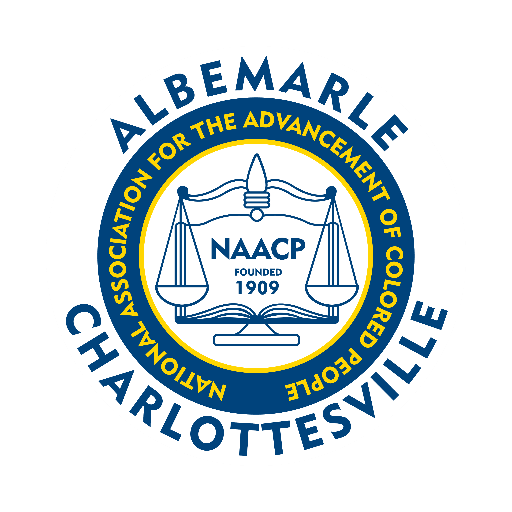 ALBEMARLE
NATIONAL ASSOCIATION FOR THE ADVANCEMENT OF COLORED PEOPLE
NAACP
FOUNDED
1909
CHARLOTTESVILLE